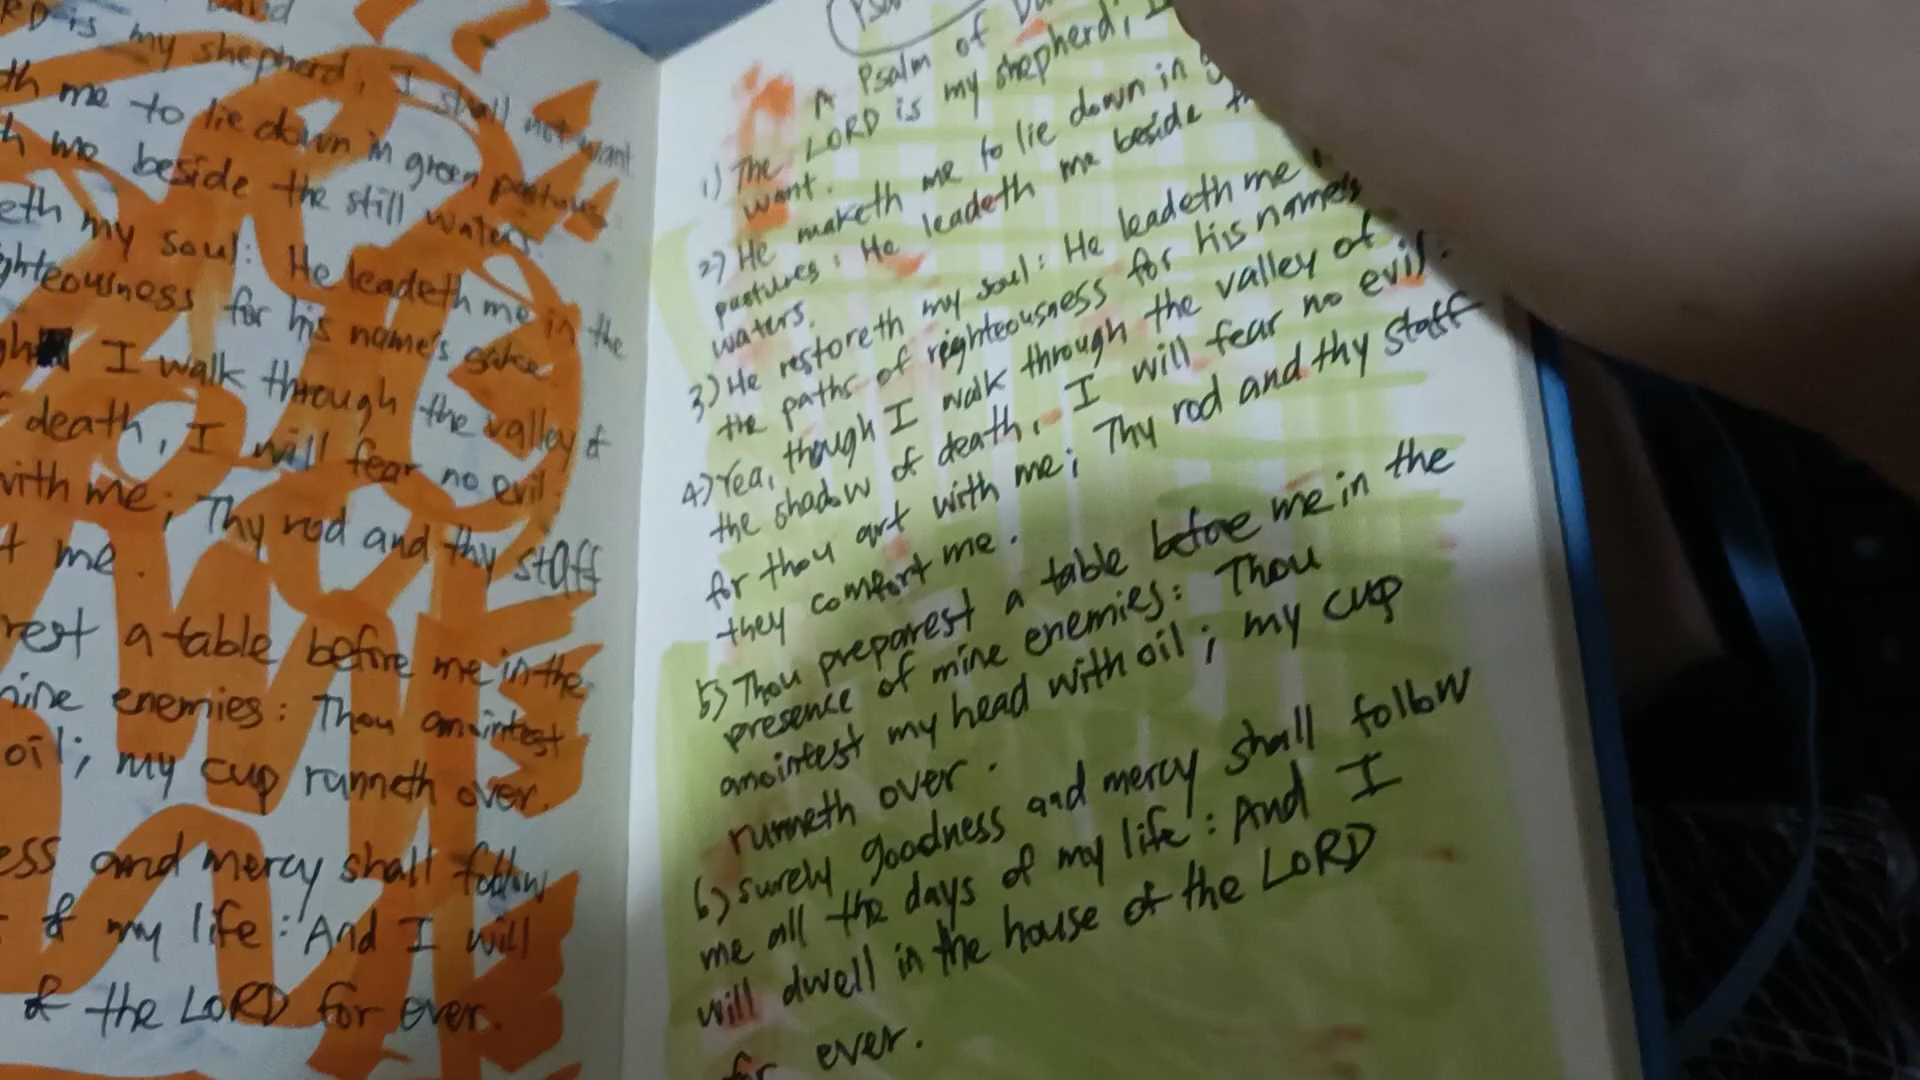 David
is my shepherd, I shall not want
me to lie down in green pastures
me beside the still waters.
my soul: He leadeth me in the
for his name's sake
I walk through the valley of
death, I will fear no evil:
with me; Thy rod and thy staff
me.
a table before me in the
enemies: Thou anointest
oil; my cup runneth over.
and mercy shall follow
of my life: And I will
of the LORD for ever.
A Psalm of
1) The LORD is my shepherd; I
want.
2) He maketh me to lie down in
pastures: He leadeth me beside
waters.
3) He restoreth my soul: He leadeth me
the paths of righteousness for his name's
4) Yea, though I walk through the valley of
the shadow of death, I will fear no evil:
for thou art with me; Thy rod and thy staff
they comfort me.
5) Thou preparest a table before me in the
presence of mine enemies: Thou
anointest my head with oil; my cup
runneth over.
6) surely goodness and mercy shall follow
me all the days of my life: And I
will dwell in the house of the LORD
for ever.